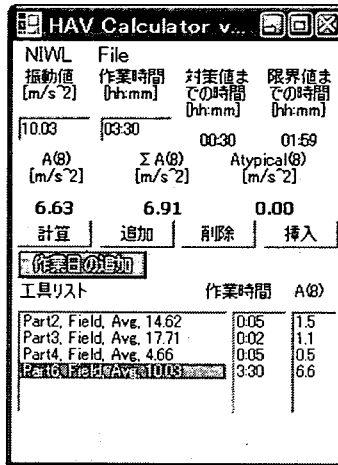 HAV Calculator v...
NIWL File
振動値 作業時間 対策値ま 限界値ま
[m/s^2] [hh:mm] での時間 での時間
[hh:mm] [hh:mm]
10.03 03:30 00:30 01:59
A(8) Σ A(8) Atypical(8)
[m/s^2] [m/s^2] [m/s^2]
6.63 6.91 0.00
計算 追加 削除 挿入
作業日の追加
工具リスト 作業時間 A(8)
Part2, Field, Avg, 14.62 0:05 1.5
Part3, Field, Avg, 17.71 0:02 1.1
Part4, Field, Avg, 4.66 0:05 0.5
Part6, Field, Avg, 10.03 3:30 6.6